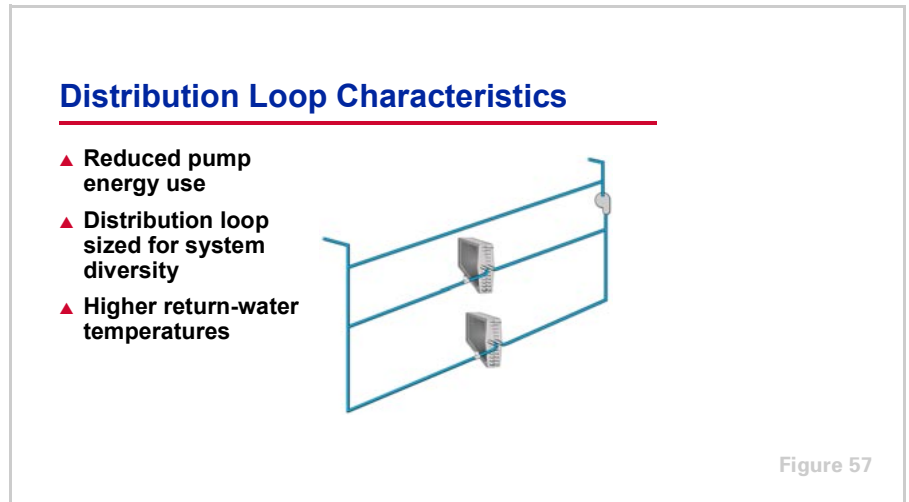 Distribution Loop Characteristics
Reduced pump
energy use
Distribution loop
sized for system
diversity
Higher return-water
temperatures
Figure 57